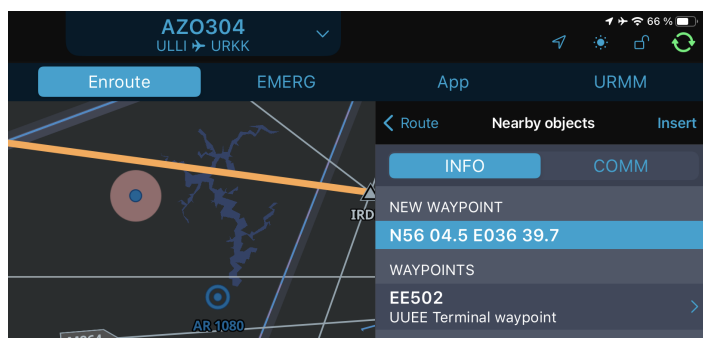 AZO304
ULLI ✈ URKK
66 %
Enroute
EMERG
App
URMM
Route
Nearby objects
Insert
INFO
COMM
NEW WAYPOINT
N56 04.5 E036 39.7
WAYPOINTS
EE502
UUEE Terminal waypoint
IRD
AR 1080